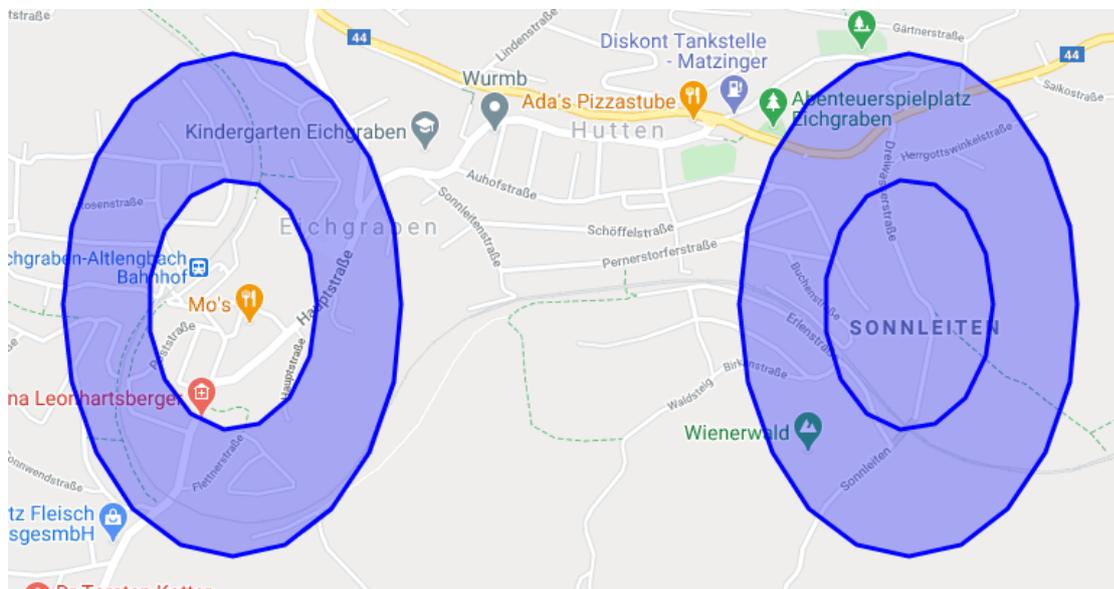 44
Lindenstraße
Gärtnerstraße
Diskont Tankstelle
- Matzinger
44
Wurmb
Saikostraße
Ada's Pizzastube
Abenteuerspielplatz
Eichgraben
Kindergarten Eichgraben
Hutten
Herrgottswinkelstraße
Dreiwasserstraße
Auhofstraße
Rosenstraße
Sonnleitenstraße
Eichgraben
Schöffelstraße
Pernerstorferstraße
chgraben-Altlengbach
Bahnhof
Hauptstraße
Buchenstraße
Mo's
Erlenstraße
SONNLEITEN
Poststraße
Hauptstraße
Birkenstraße
Waldsteig
na Leonhartsberger
Wienerwald
Flettnerstraße
Sonnleiten
onnwendstraße
tz Fleisch
sgesmbH